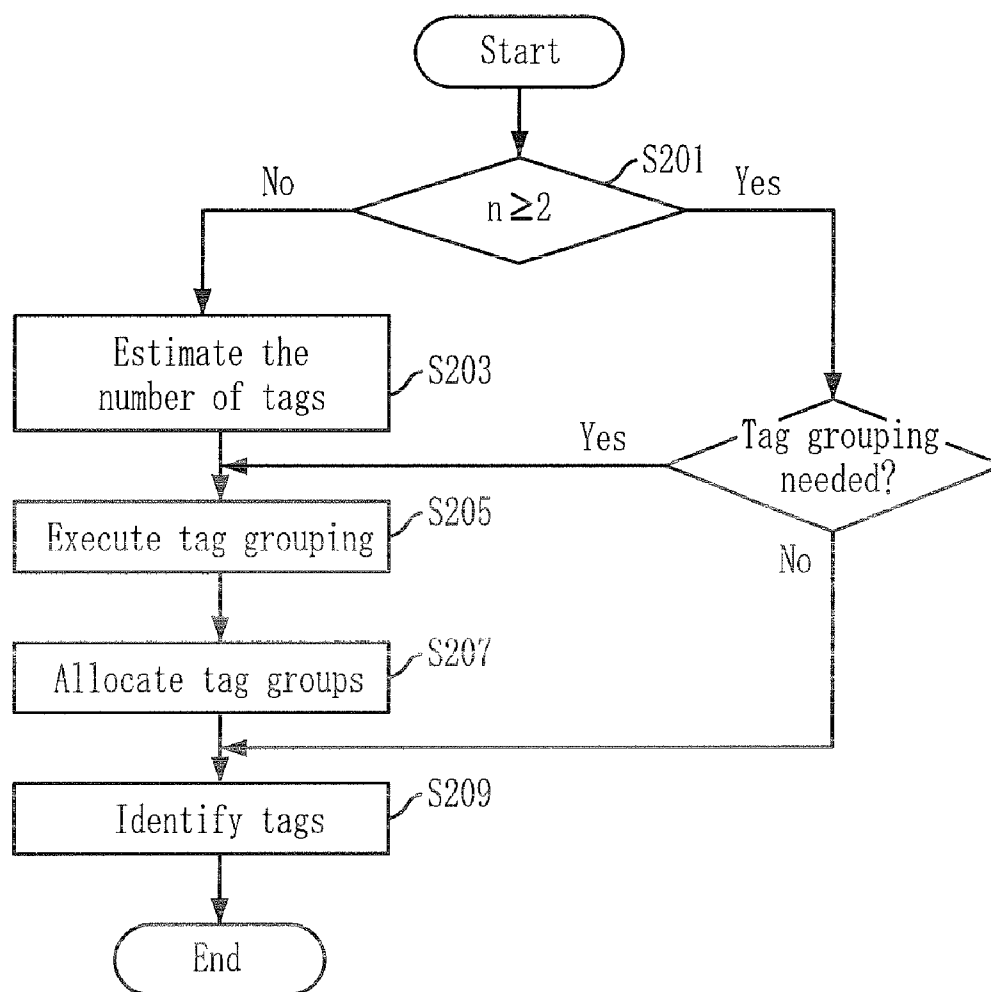 Start
S201
No
Yes
n≥2
Estimate the
number of tags
S203
Yes
Tag grouping
needed?
S205
Execute tag grouping
No
S207
Allocate tag groups
S209
Identify tags
End